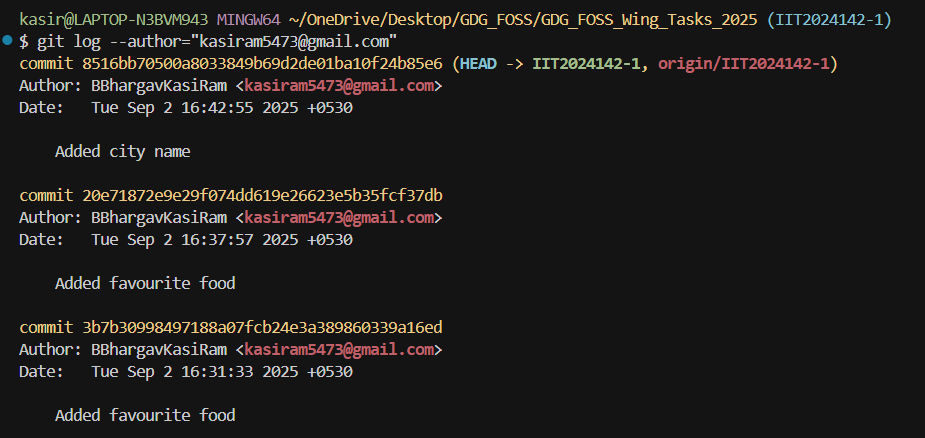 kasir@LAPTOP-N3BVM943 MINGW64 ~/OneDrive/Desktop/GDG_FOSS/GDG_FOSS_Wing_Tasks_2025 (IIT2024142-1)
$ git log --author="kasiram5473@gmail.com"
commit 8516bb70500a8033849b69d2de01ba10f24b85e6 (HEAD -> IIT2024142-1, origin/IIT2024142-1)
Author: BBhargavKasiRam <kasiram5473@gmail.com>
Date:   Tue Sep 2 16:42:55 2025 +0530
    Added city name
commit 20e71872e9e29f074dd619e26623e5b35fcf37db
Author: BBhargavKasiRam <kasiram5473@gmail.com>
Date:   Tue Sep 2 16:37:57 2025 +0530
    Added favourite food
commit 3b7b30998497188a07fcb24e3a389860339a16ed
Author: BBhargavKasiRam <kasiram5473@gmail.com>
Date:   Tue Sep 2 16:31:33 2025 +0530
    Added favourite food